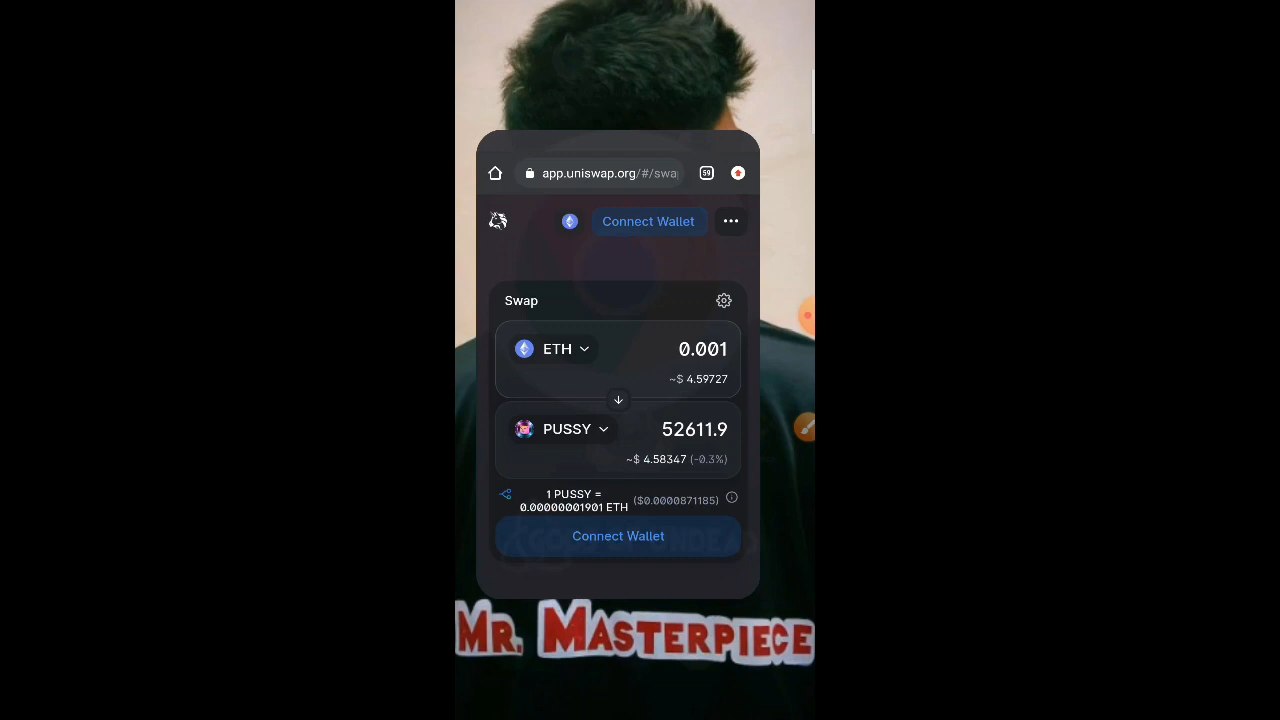 app.uniswap.org/#/swa
59
Connect Wallet
Swap
ETH
0.001
~$ 4.59727
PUSSY
52611.9
~$ 4.58347 (-0.3%)
1 PUSSY =
0.00000001901 ETH
($0.0000871185)
Connect Wallet
MR. MASTERPIECE